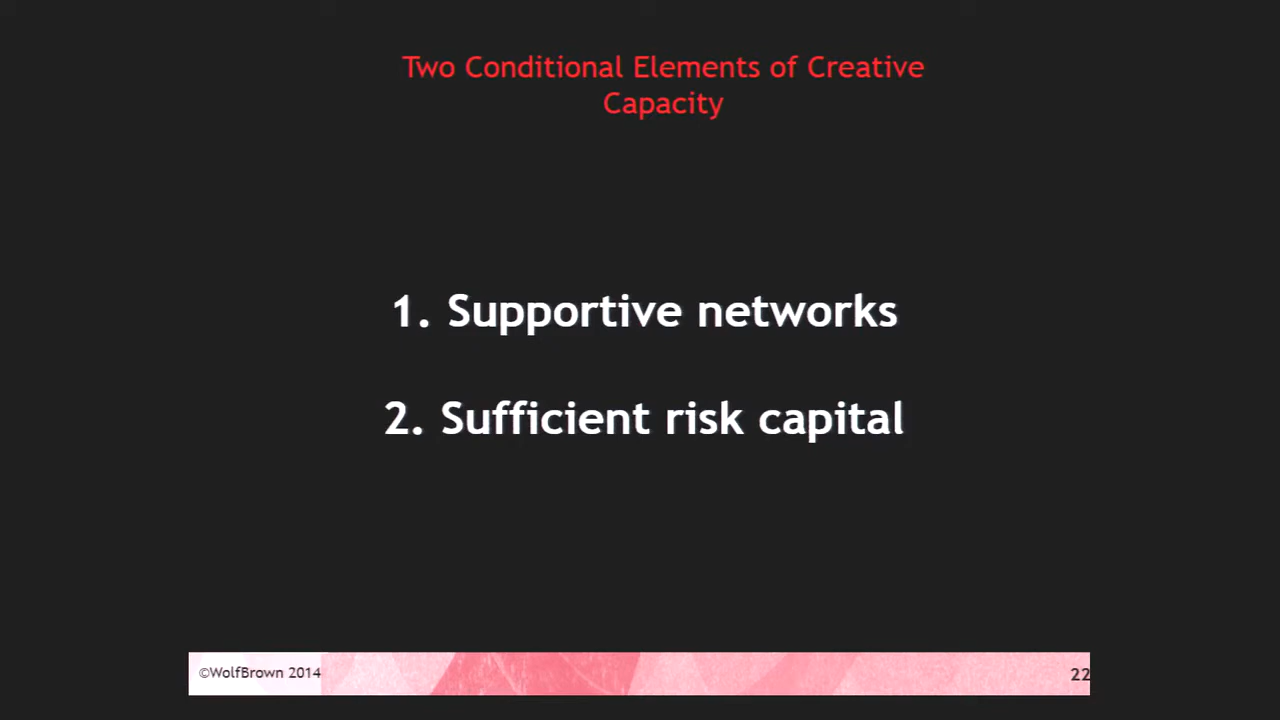 Two Conditional Elements of Creative
Capacity
1. Supportive networks
2. Sufficient risk capital
©WolfBrown 2014
22